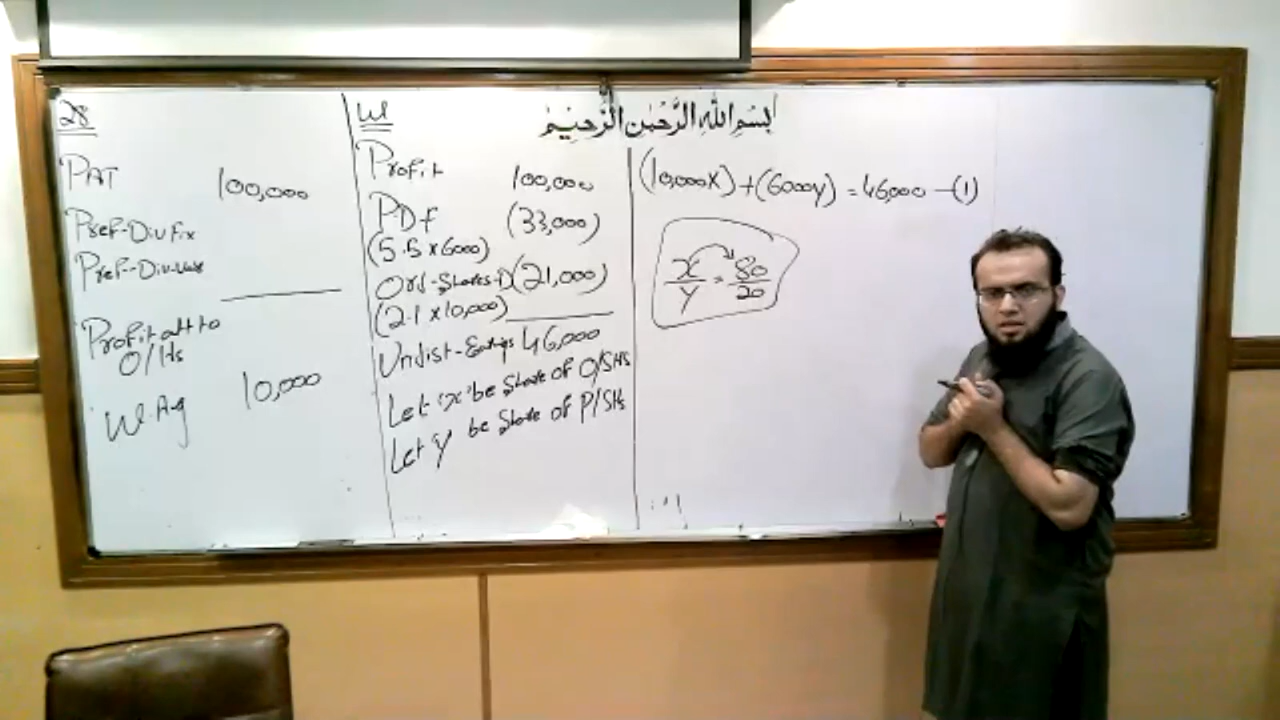 بسم الله الرحمن الرحيم
28
PAT 100,000
Pref-Div Fix
Pref-Div-Var
Profit att to
O/Hs
W.Avg 10,000
W
Profit 100,000
PDF (33,000)
(5.5 x 6000)
Ord-Shares-D (21,000)
(2.1 x 10,000)
Undist-Earnings 46,000
Let 'x' be Share of O/SHs
Let y be Share of P/SHs
(10,000x) + (6000y) = 46,000 -(1)
x/y = 80/20